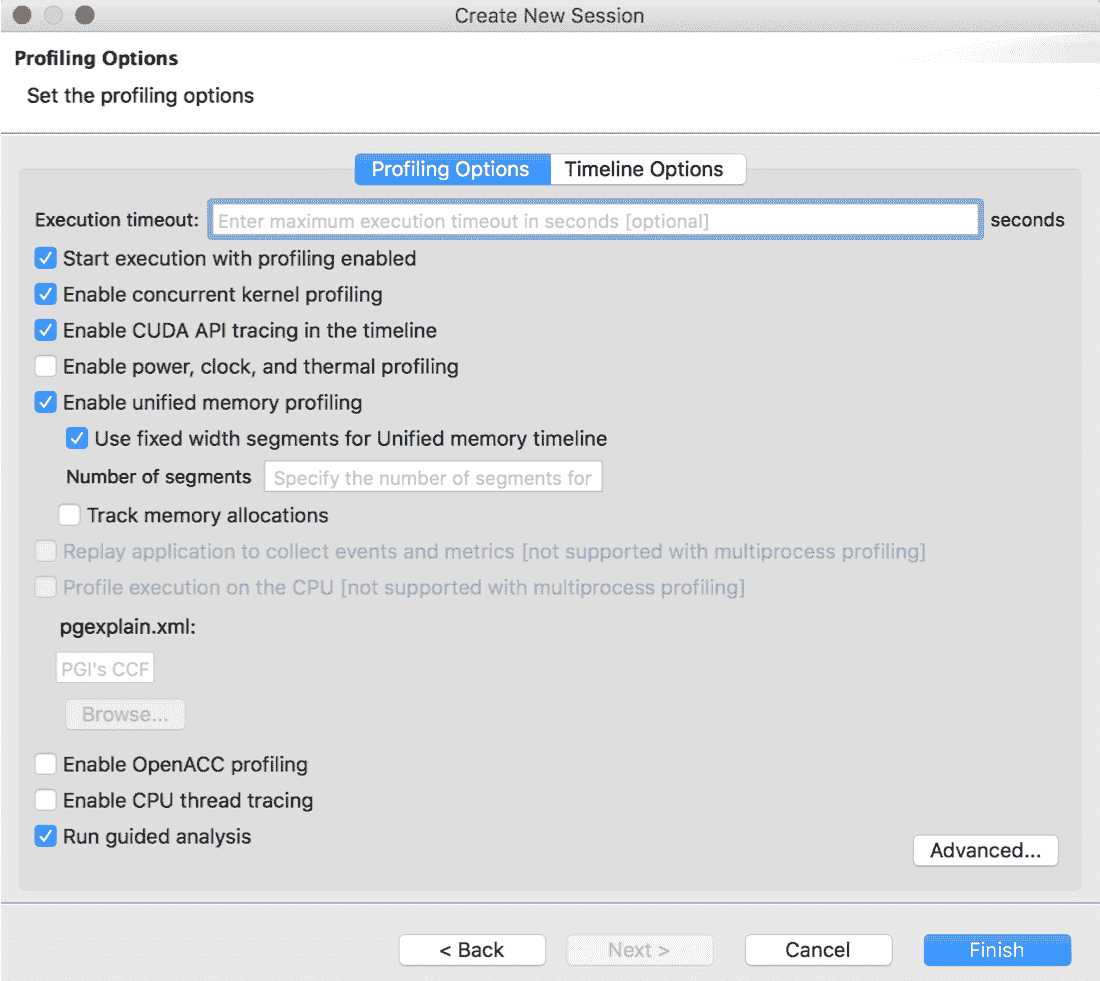 Create New Session
Profiling Options
Set the profiling options
Profiling Options Timeline Options
Execution timeout: Enter maximum execution timeout in seconds [optional] seconds
Start execution with profiling enabled
Enable concurrent kernel profiling
Enable CUDA API tracing in the timeline
Enable power, clock, and thermal profiling
Enable unified memory profiling
Use fixed width segments for Unified memory timeline
Number of segments Specify the number of segments for
Track memory allocations
Replay application to collect events and metrics [not supported with multiprocess profiling]
Profile execution on the CPU [not supported with multiprocess profiling]
pgexplain.xml:
PGI's CCF
Browse...
Enable OpenACC profiling
Enable CPU thread tracing
Run guided analysis
Advanced...
< Back Next > Cancel Finish